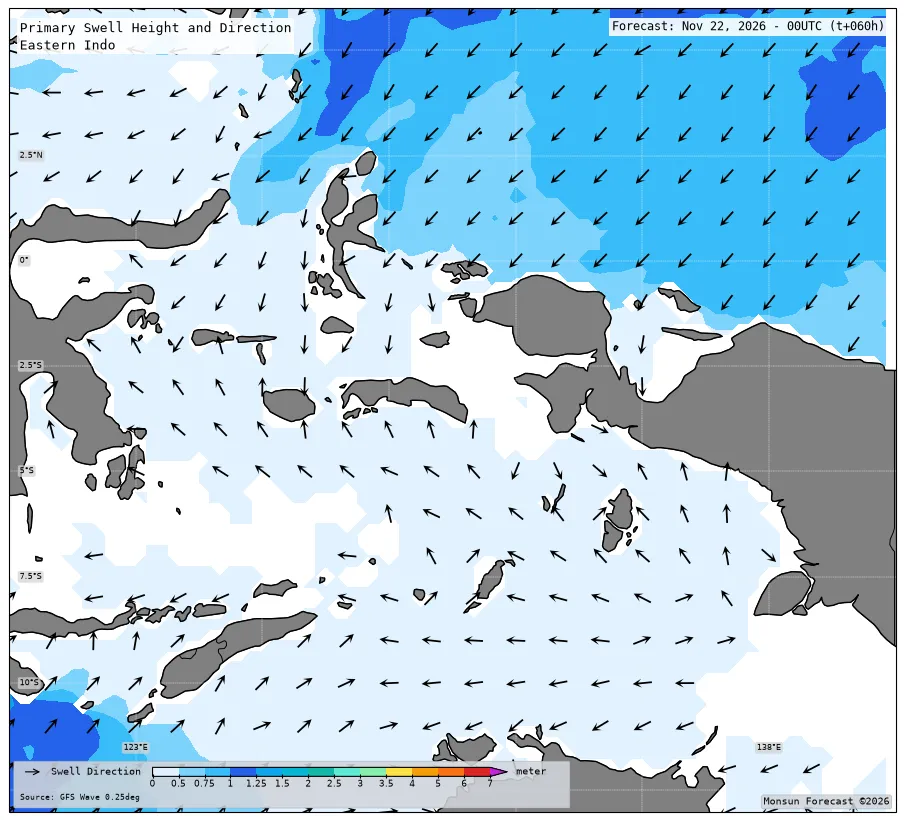 Primary Swell Height and Direction
Eastern Indo
Forecast: Nov 22, 2026 - 00UTC (t+060h)
2.5°N
0°
2.5°S
5°S
7.5°S
10°S
123°E
138°E
Swell Direction
0 0.5 0.75 1 1.25 1.5 2 2.5 3 3.5 4 5 6 7
meter
Source: GFS Wave 0.25deg
Monsun Forecast ©2026